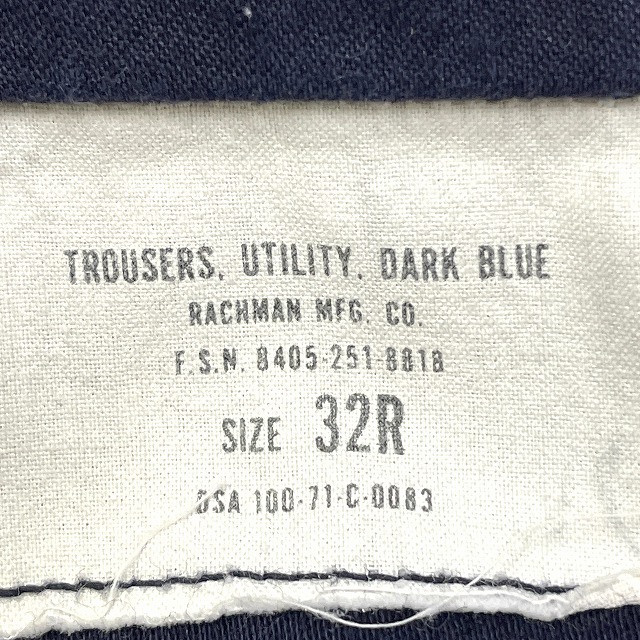 TROUSERS, UTILITY, DARK BLUE
RACHMAN MFG. CO.
F.S.N. 8405-251-8818
SIZE 32R
DSA 100-71-C-0083